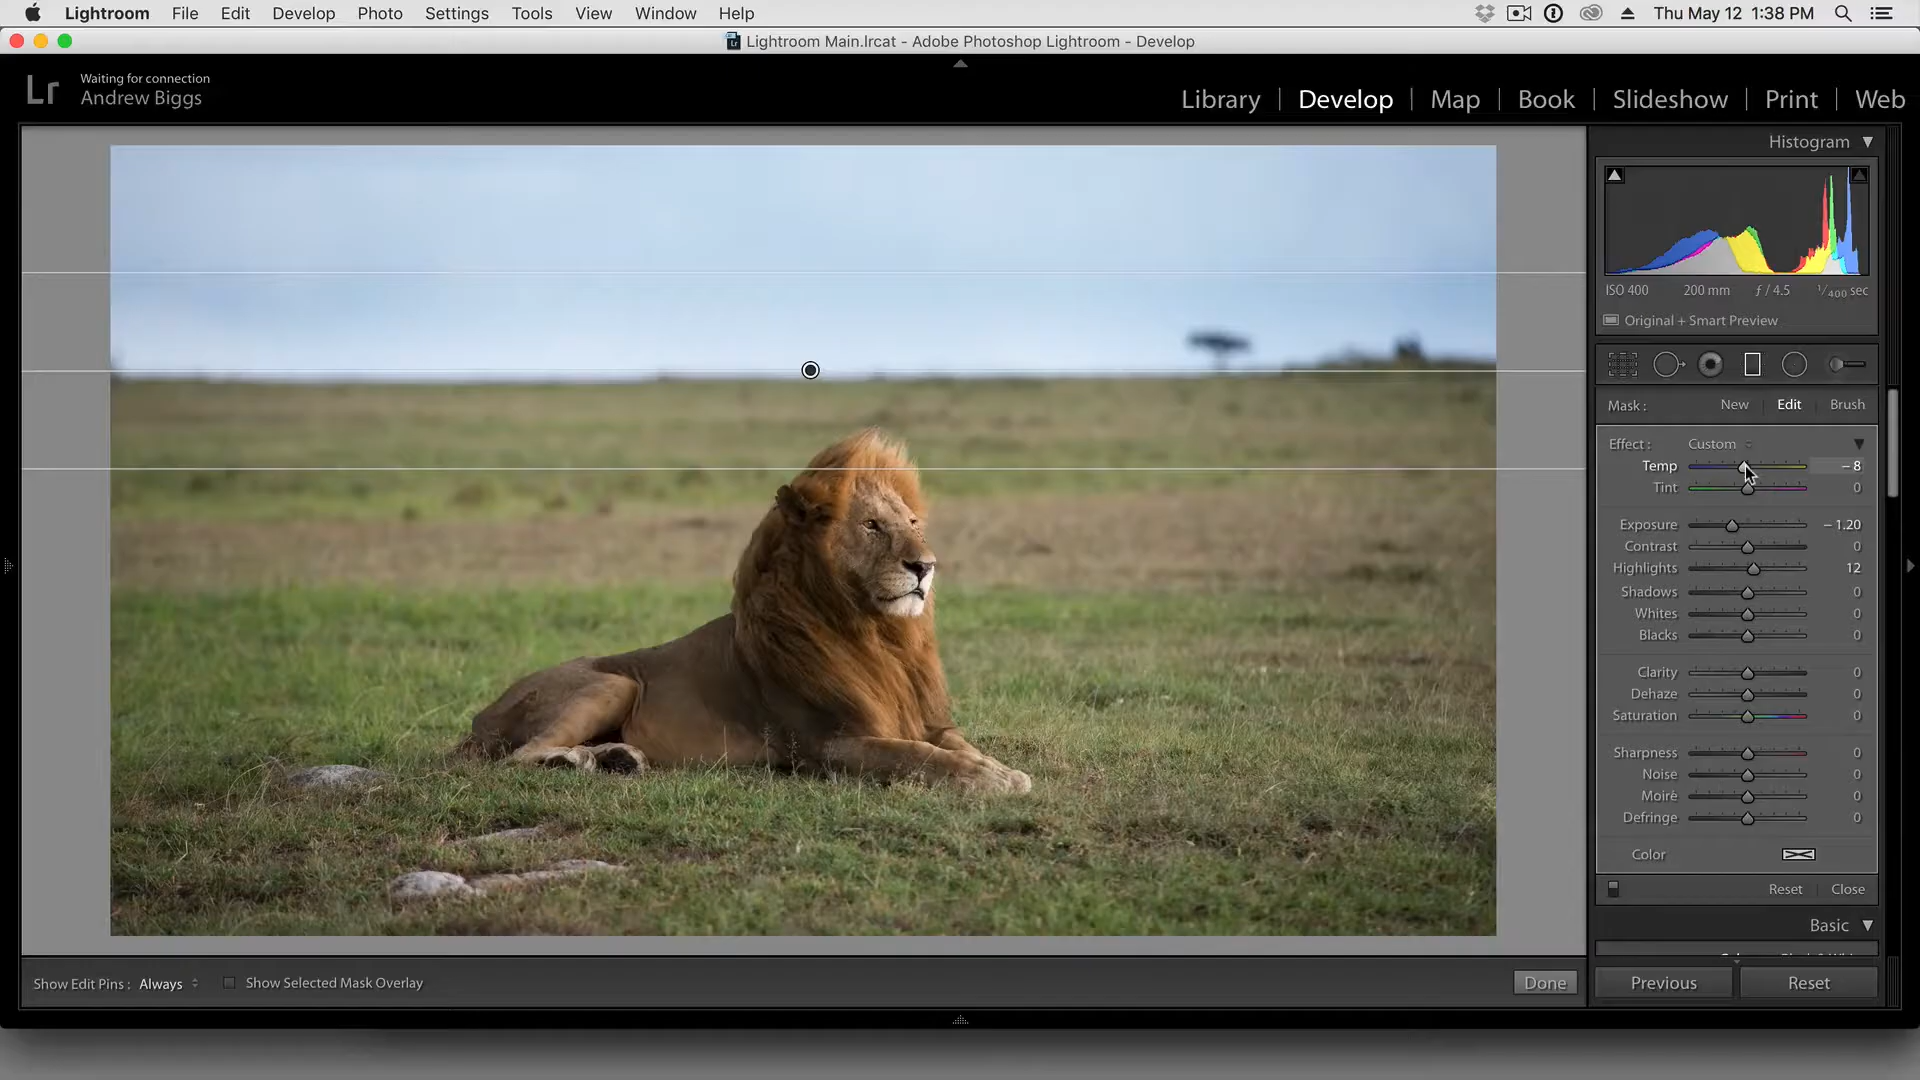 Lightroom File Edit Develop Photo Settings Tools View Window Help Thu May 12 1:38 PM
Lr Lightroom Main.lrcat - Adobe Photoshop Lightroom - Develop
Lr
Waiting for connection
Andrew Biggs
Library | Develop | Map | Book | Slideshow | Print | Web
Histogram
ISO 400 200 mm ƒ / 4.5 1/400 sec
Original + Smart Preview
Mask : New | Edit | Brush
Effect : Custom
Temp – 8
Tint 0
Exposure – 1.20
Contrast 0
Highlights 12
Shadows 0
Whites 0
Blacks 0
Clarity 0
Dehaze 0
Saturation 0
Sharpness 0
Noise 0
Moiré 0
Defringe 0
Color
Reset | Close
Basic
Show Edit Pins : Always Show Selected Mask Overlay Done
Previous Reset